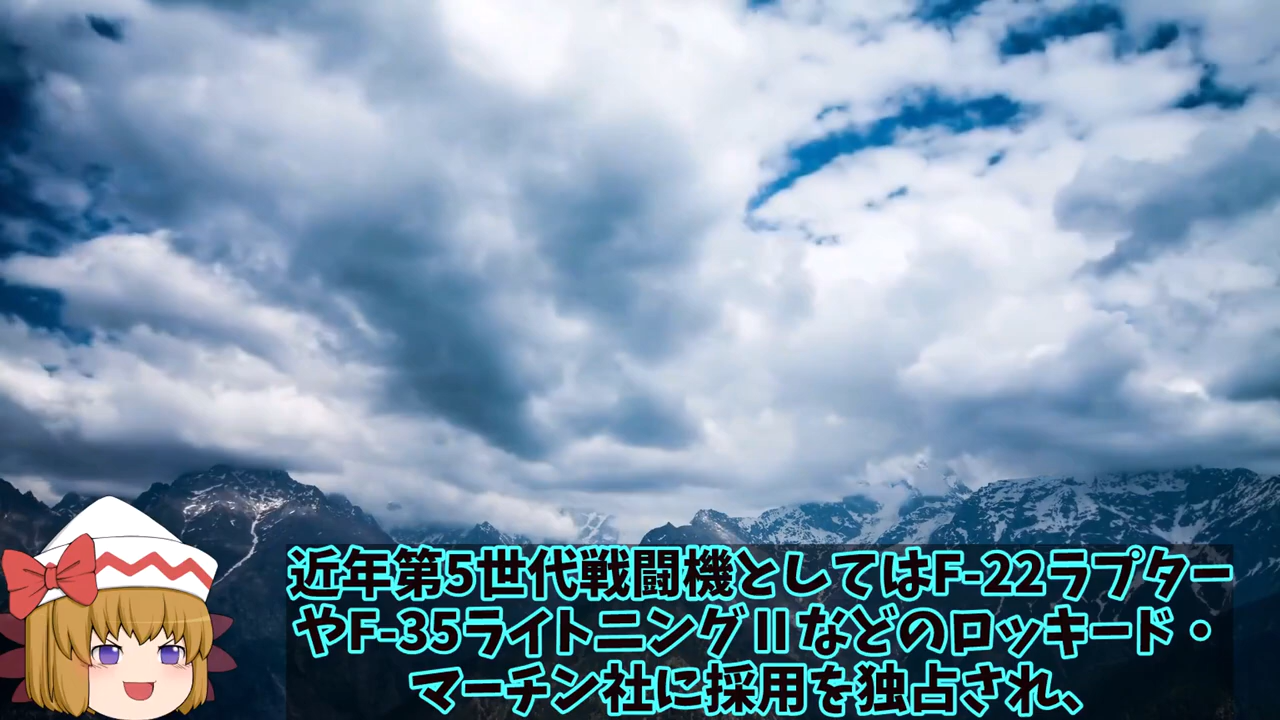 近年第5世代戦闘機としてはF-22ラプター
やF-35ライトニングⅡなどのロッキード・
マーチン社に採用を独占され、